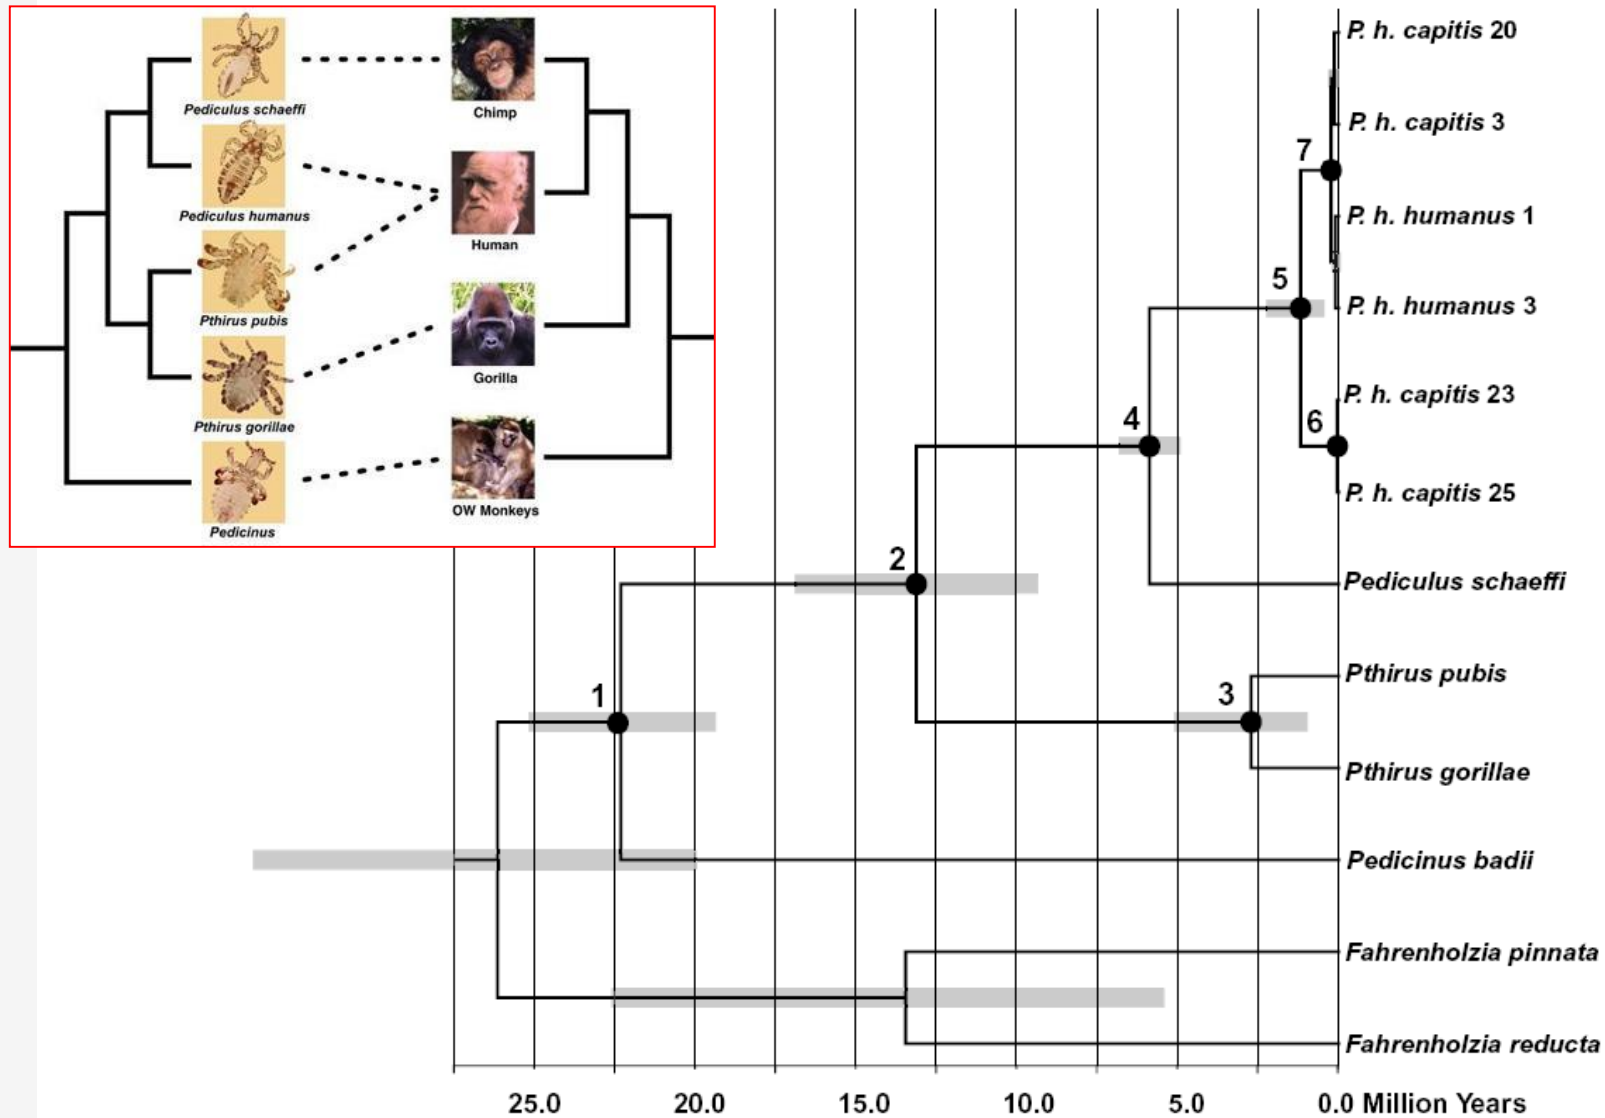 Pediculus schaeffi
Chimp
Pediculus humanus
Human
Pthirus pubis
Gorilla
Pthirus gorillae
OW Monkeys
Pedicinus
P. h. capitis 20
P. h. capitis 3
7
P. h. humanus 1
5
P. h. humanus 3
P. h. capitis 23
4
6
P. h. capitis 25
2
Pediculus schaeffi
Pthirus pubis
1
3
Pthirus gorillae
Pedicinus badii
Fahrenholzia pinnata
Fahrenholzia reducta
25.0 20.0 15.0 10.0 5.0 0.0 Million Years